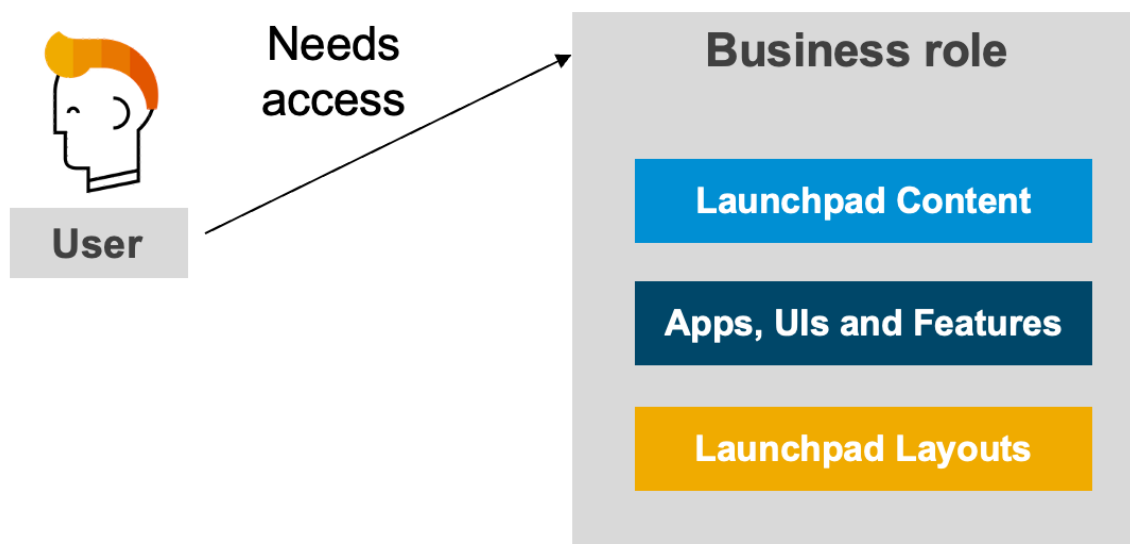 Needs
access
User
Business role
Launchpad Content
Apps, UIs and Features
Launchpad Layouts